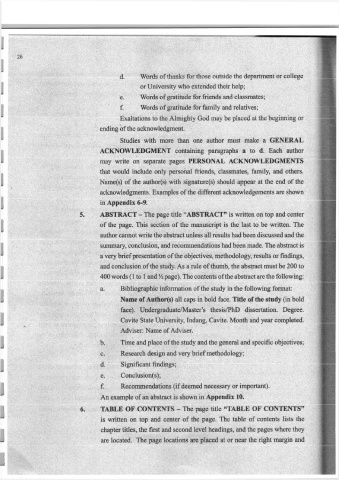 26
d. Words of thanks for those outside the department or college
or University who extended their help;
e. Words of gratitude for friends and classmates;
f. Words of gratitude for family and relatives;
Exaltations to the Almighty God may be placed at the beginning or
ending of the acknowledgment.
Studies with more than one author must make a GENERAL
ACKNOWLEDGMENT containing paragraphs a to d. Each author
may write on separate pages PERSONAL ACKNOWLEDGMENTS
that would include only personal friends, classmates, family, and others.
Name(s) of the author(s) with signature(s) should appear at the end of the
acknowledgments. Examples of the different acknowledgements are shown
in Appendix 6-9.
5. ABSTRACT – The page title “ABSTRACT” is written on top and center
of the page. This section of the manuscript is the last to be written. The
author cannot write the abstract unless all results had been discussed and the
summary, conclusion, and recommendations had been made. The abstract is
a very brief presentation of the objectives, methodology, results or findings,
and conclusion of the study. As a rule of thumb, the abstract must be 200 to
400 words (1 to 1 and ½ page). The contents of the abstract are the following:
a. Bibliographic information of the study in the following format:
Name of Author(s) all caps in bold face. Title of the study (in bold
face). Undergraduate/Master's thesis/PhD dissertation. Degree.
Cavite State University, Indang, Cavite. Month and year completed.
Adviser: Name of Adviser.
b. Time and place of the study and the general and specific objectives;
c. Research design and very brief methodology;
d. Significant findings;
e. Conclusion(s);
f. Recommendations (if deemed necessary or important).
An example of an abstract is shown in Appendix 10.
6. TABLE OF CONTENTS – The page title “TABLE OF CONTENTS”
is written on top and center of the page. The table of contents lists the
chapter titles, the first and second level headings, and the pages where they
are located. The page locations are placed at or near the right margin and